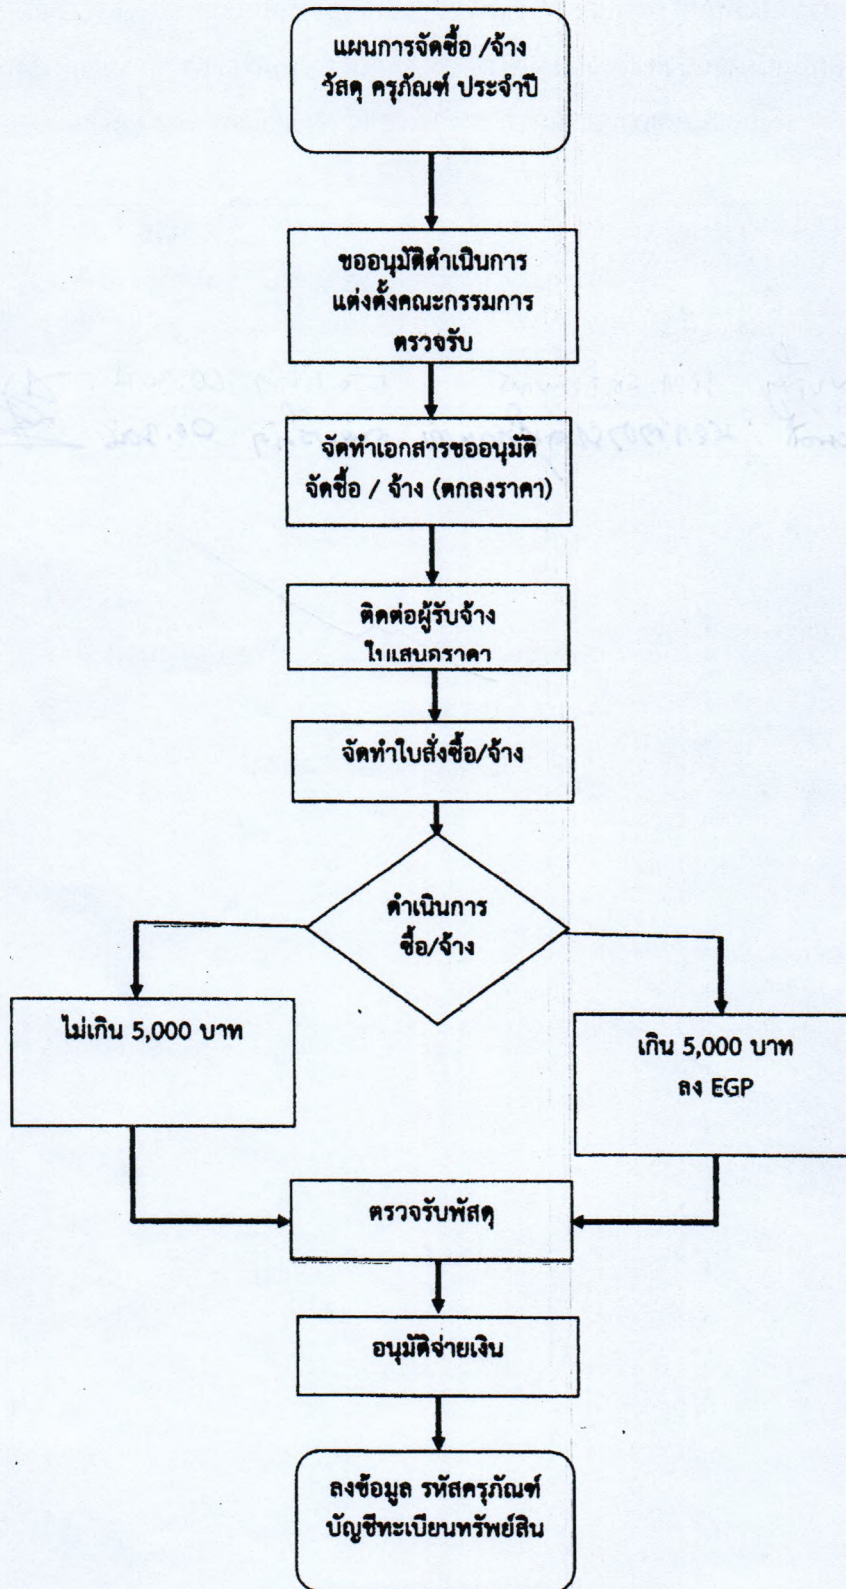 แผนการจัดซื้อ /จ้าง
วัสดุ ครุภัณฑ์ ประจำปี
ขออนุมัติดำเนินการ
แต่งตั้งคณะกรรมการ
ตรวจรับ
จัดทำเอกสารขออนุมัติ
จัดซื้อ / จ้าง (ตกลงราคา)
ติดต่อผู้รับจ้าง
ใบเสนอราคา
จัดทำใบสั่งซื้อ/จ้าง
ดำเนินการ
ซื้อ/จ้าง
ไม่เกิน 5,000 บาท
เกิน 5,000 บาท
ลง EGP
ตรวจรับพัสดุ
อนุมัติจ่ายเงิน
ลงข้อมูล รหัสครุภัณฑ์
บัญชีทะเบียนทรัพย์สิน